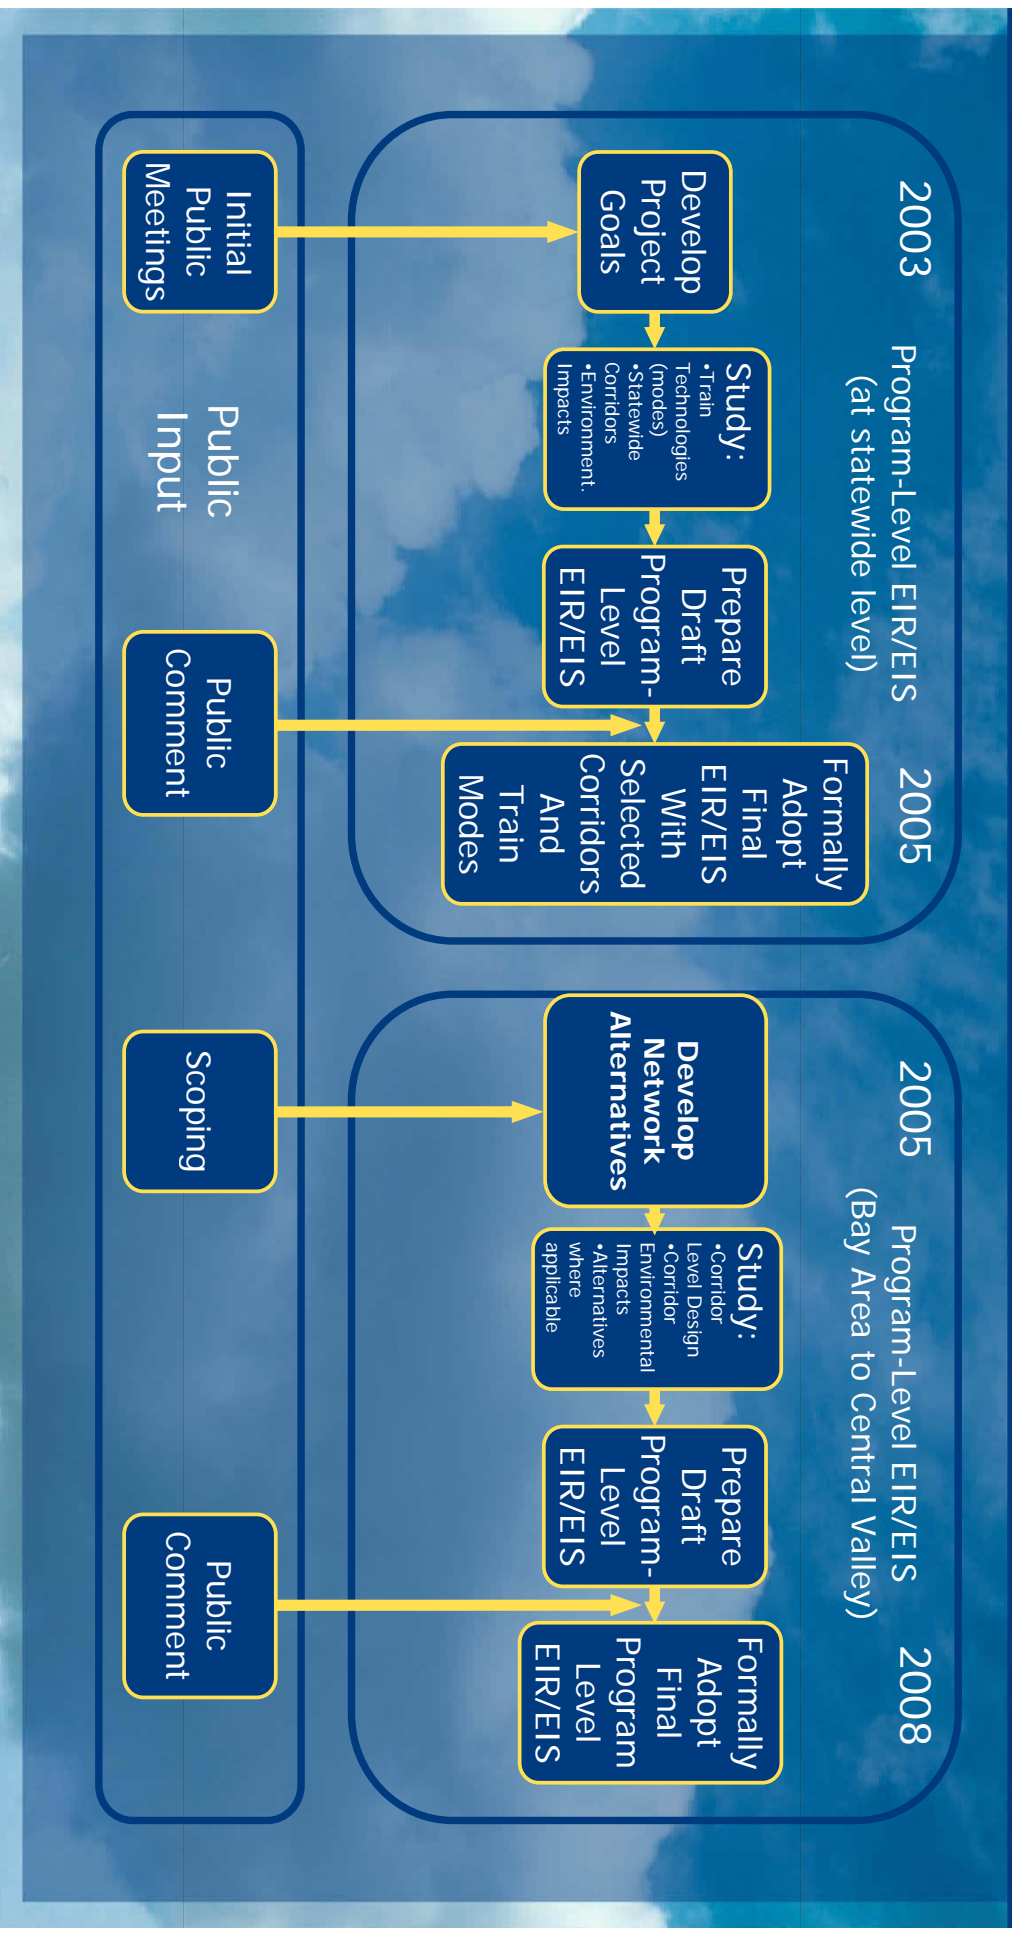 2003
Program-Level EIR/EIS
(at statewide level)
2005
Develop
Project
Goals
Study:
•Train
Technologies
(modes)
•Statewide
Corridors
•Environment.
Impacts
Prepare
Draft
Program-
Level
EIR/EIS
Formally
Adopt
Final
EIR/EIS
With
Selected
Corridors
And
Train
Modes
2005
Program-Level EIR/EIS
(Bay Area to Central Valley)
2008
Develop
Network
Alternatives
Study:
•Corridor
Level Design
•Corridor
Environmental
Impacts
•Alternatives
where
applicable
Prepare
Draft
Program-
Level
EIR/EIS
Formally
Adopt
Final
Program
Level
EIR/EIS
Initial
Public
Meetings
Public
Input
Public
Comment
Scoping
Public
Comment